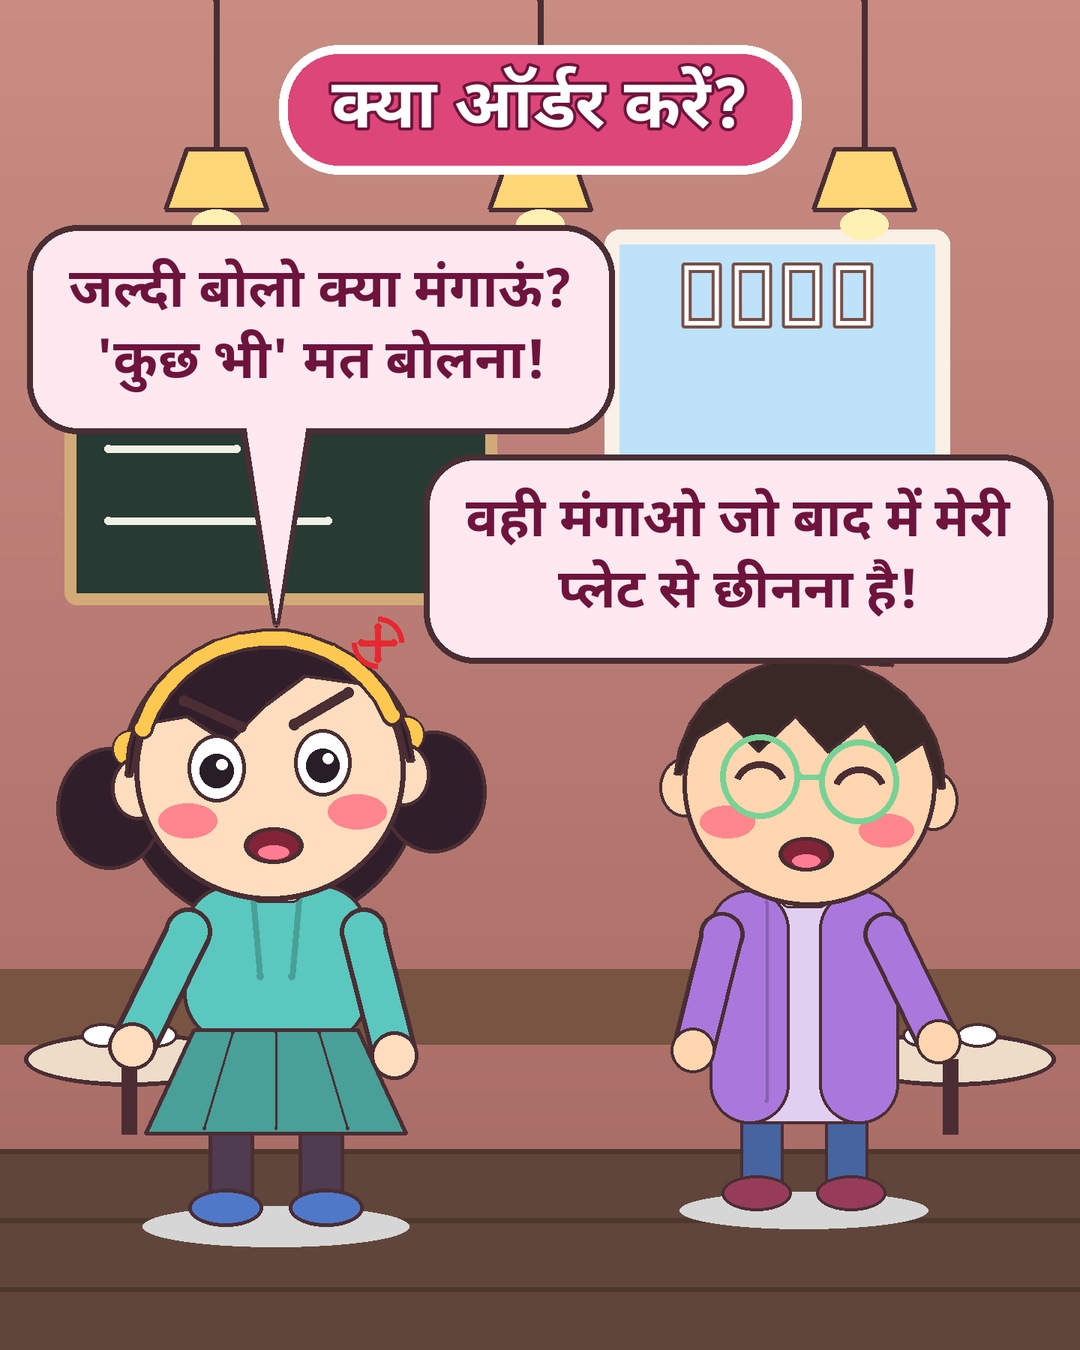 क्या ऑर्डर करें?
जल्दी बोलो क्या मंगाऊं?
'कुछ भी' मत बोलना!
वही मंगाओ जो बाद में मेरी
प्लेट से छीनना है!